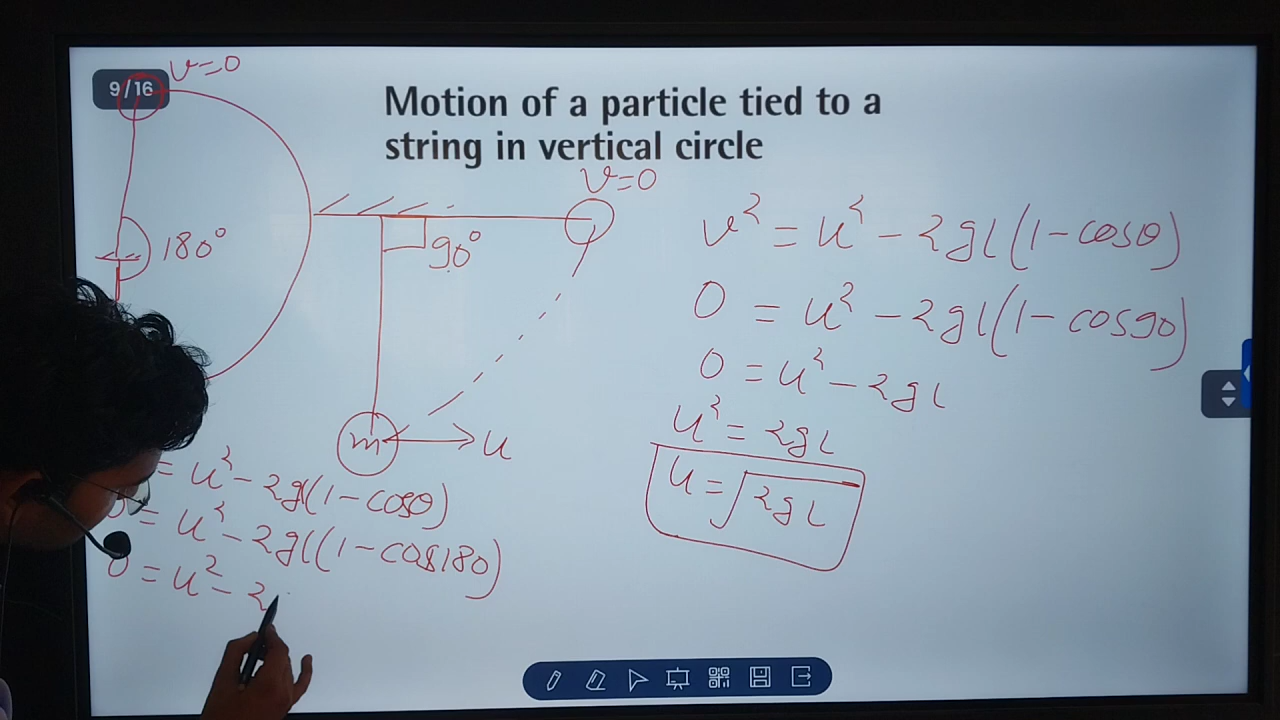 9/16
v=0
Motion of a particle tied to a
string in vertical circle
180°
90°
v=0
m
u
v² = u² - 2gl(1-cosθ)
0 = u² - 2gl(1-cos90)
0 = u² - 2gl
u² = 2gl
u = √2gl
= u² - 2gl(1-cosθ)
0 = u² - 2gl(1-cos180)
0 = u² - 2